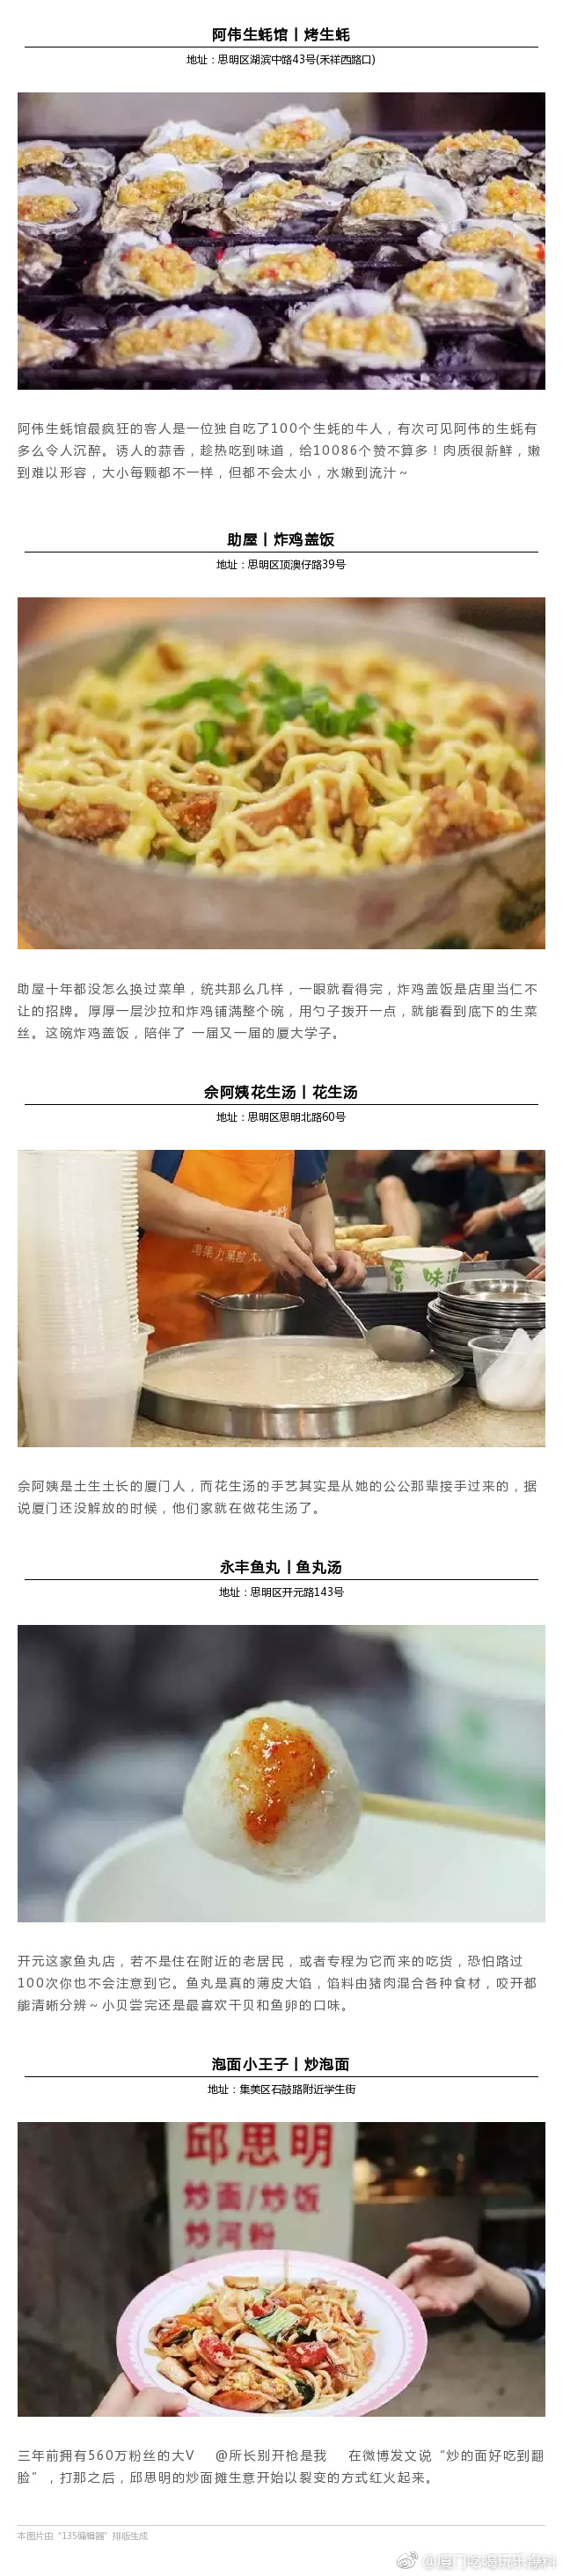 阿伟生蚝馆丨烤生蚝
地址：思明区湖滨中路43号(禾祥西路口)
阿伟生蚝馆最疯狂的客人是一位独自吃了100个生蚝的牛人，有次可见阿伟的生蚝有
多么令人沉醉。诱人的蒜香，趁热吃到味道，给10086个赞不算多！肉质很新鲜，嫩
到难以形容，大小每颗都不一样，但都不会太小，水嫩到流汁～
助屋丨炸鸡盖饭
地址：思明区顶澳仔路39号
助屋十年都没怎么换过菜单，统共那么几样，一眼就看得完，炸鸡盖饭是店里当仁不
让的招牌。厚厚一层沙拉和炸鸡铺满整个碗，用勺子拨开一点，就能看到底下的生菜
丝。这碗炸鸡盖饭，陪伴了 一届又一届的厦大学子。
佘阿姨花生汤丨花生汤
地址：思明区思明北路60号
味道
佘阿姨是土生土长的厦门人，而花生汤的手艺其实是从她的公公那辈接手过来的，据
说厦门还没解放的时候，他们家就在做花生汤了。
永丰鱼丸丨鱼丸汤
地址：思明区开元路143号
开元这家鱼丸店，若不是住在附近的老居民，或者专程为它而来的吃货，恐怕路过
100次你也不会注意到它。鱼丸是真的薄皮大馅，馅料由猪肉混合各种食材，咬开都
能清晰分辨～小贝尝完还是最喜欢干贝和鱼卵的口味。
泡面小王子丨炒泡面
地址：集美区石鼓路附近学生街
邱思明
炒面/炒饭
炒河粉
三年前拥有560万粉丝的大V  @所长别开枪是我  在微博发文说“炒的面好吃到翻
脸”，打那之后，邱思明的炒面摊生意开始以裂变的方式红火起来。
本图片由“135编辑器”排版生成
@厦门吃喝玩乐爆料